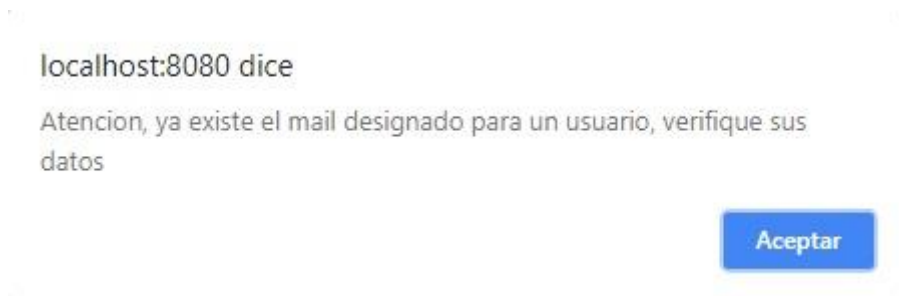 localhost:8080 dice
Atencion, ya existe el mail designado para un usuario, verifique sus
datos
Aceptar